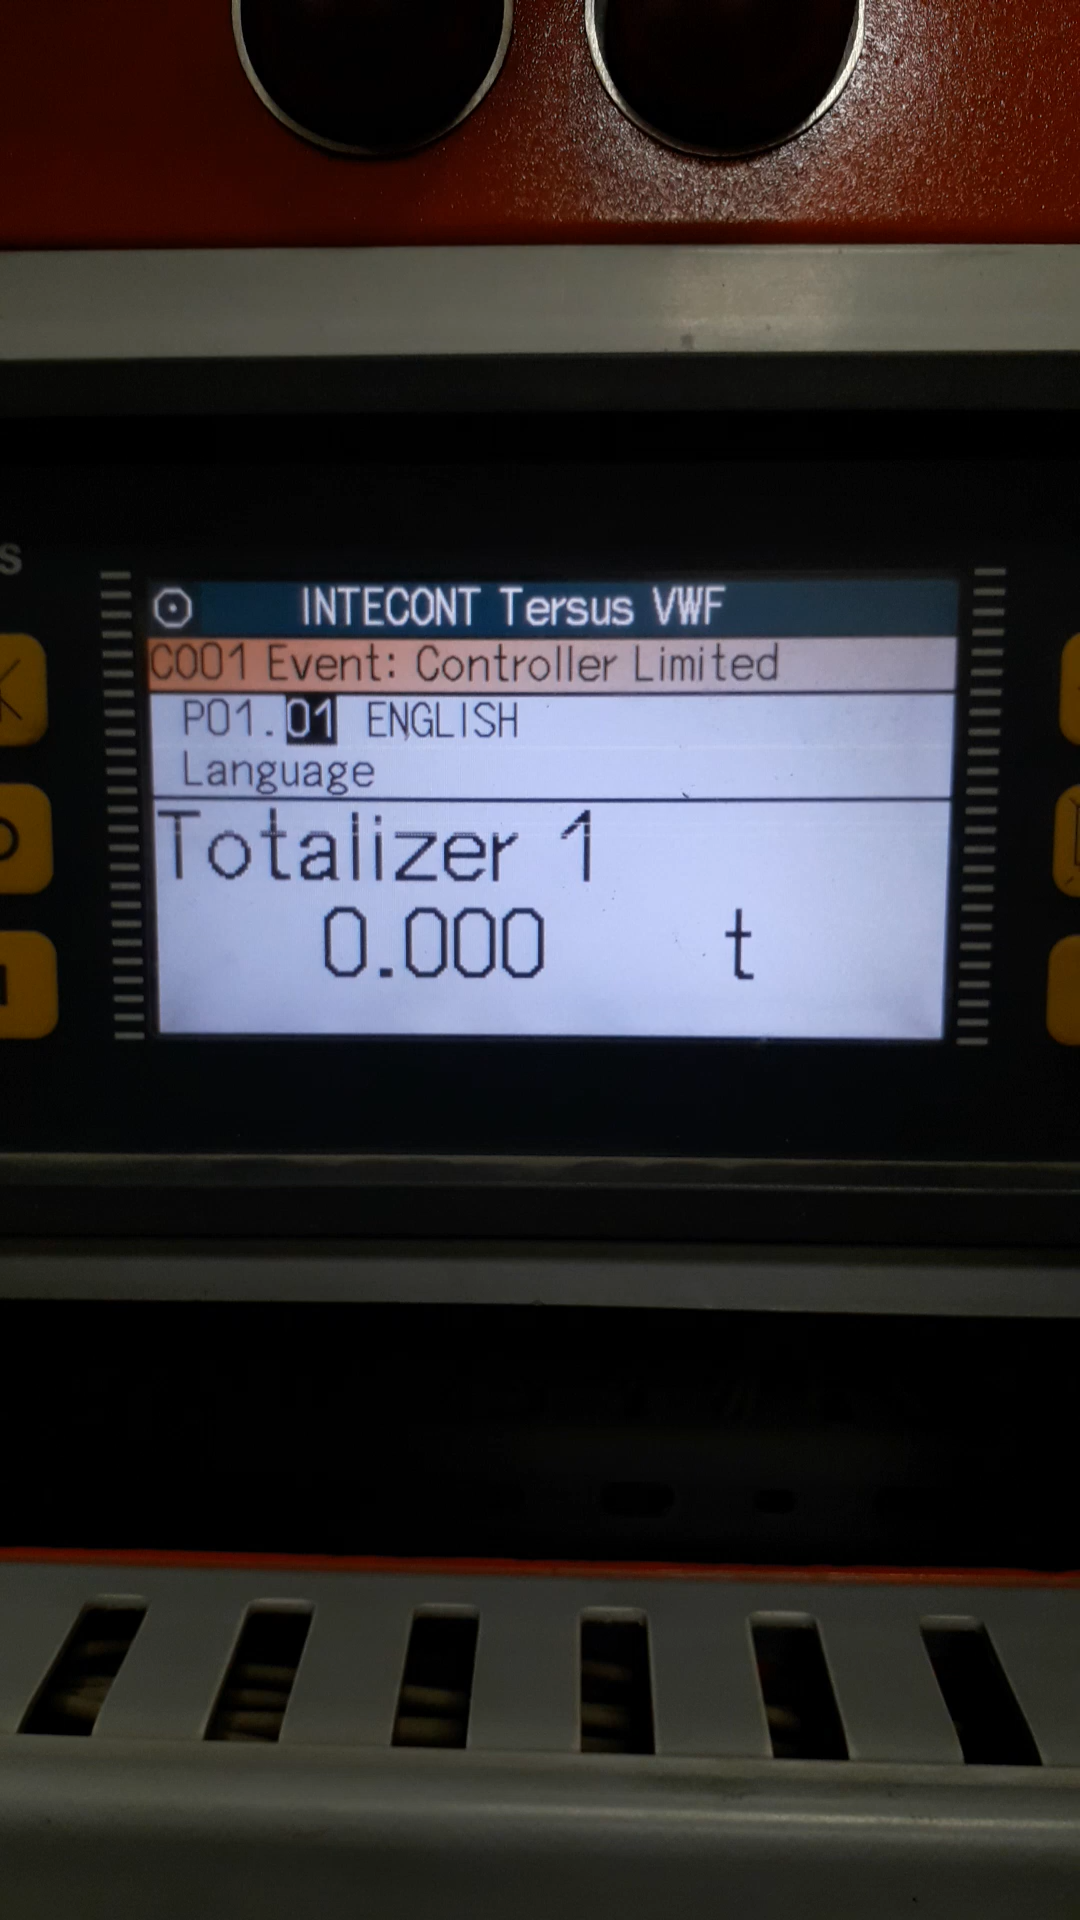 S
INTECONT Tersus VWF
C001 Event: Controller Limited
P01.01 ENGLISH
Language
Totalizer 1
0.000 t